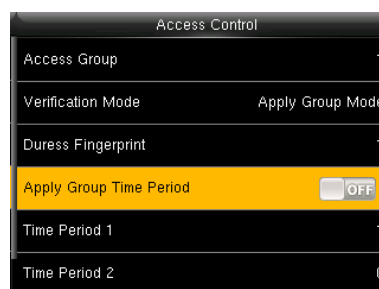 Access Control
Access Group
Verification Mode Apply Group Mode
Duress Fingerprint
Apply Group Time Period OFF
Time Period 1
Time Period 2